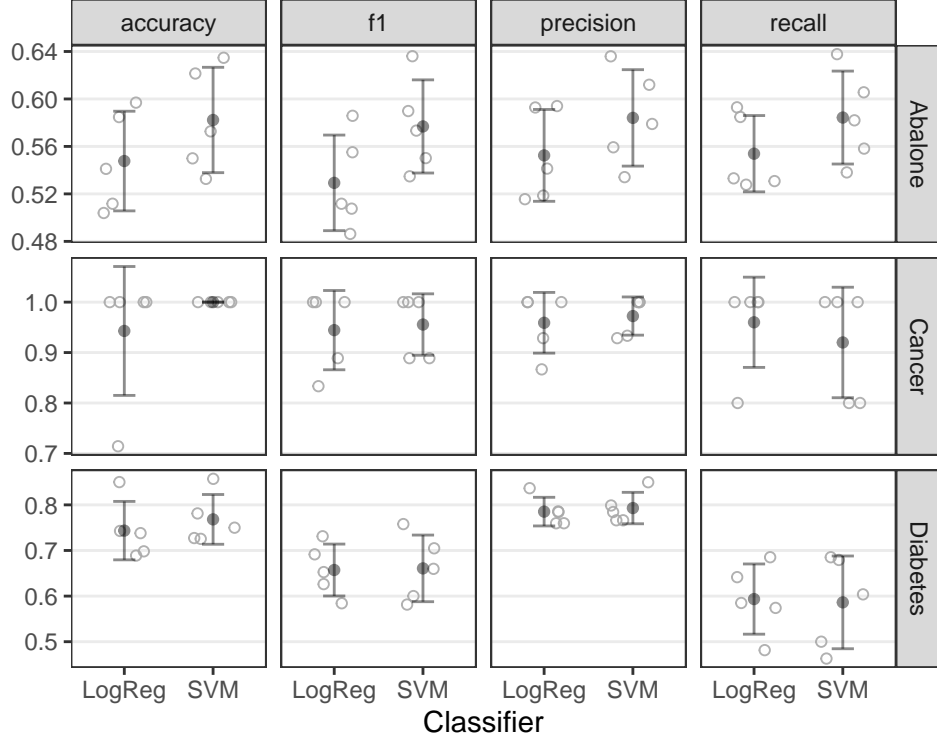 accuracy f1 precision recall
0.64
0.60
0.56
0.52
0.48
Abalone
1.0
0.9
0.8
0.7
Cancer
0.8
0.7
0.6
0.5
Diabetes
LogReg SVM LogReg SVM LogReg SVM LogReg SVM
Classifier